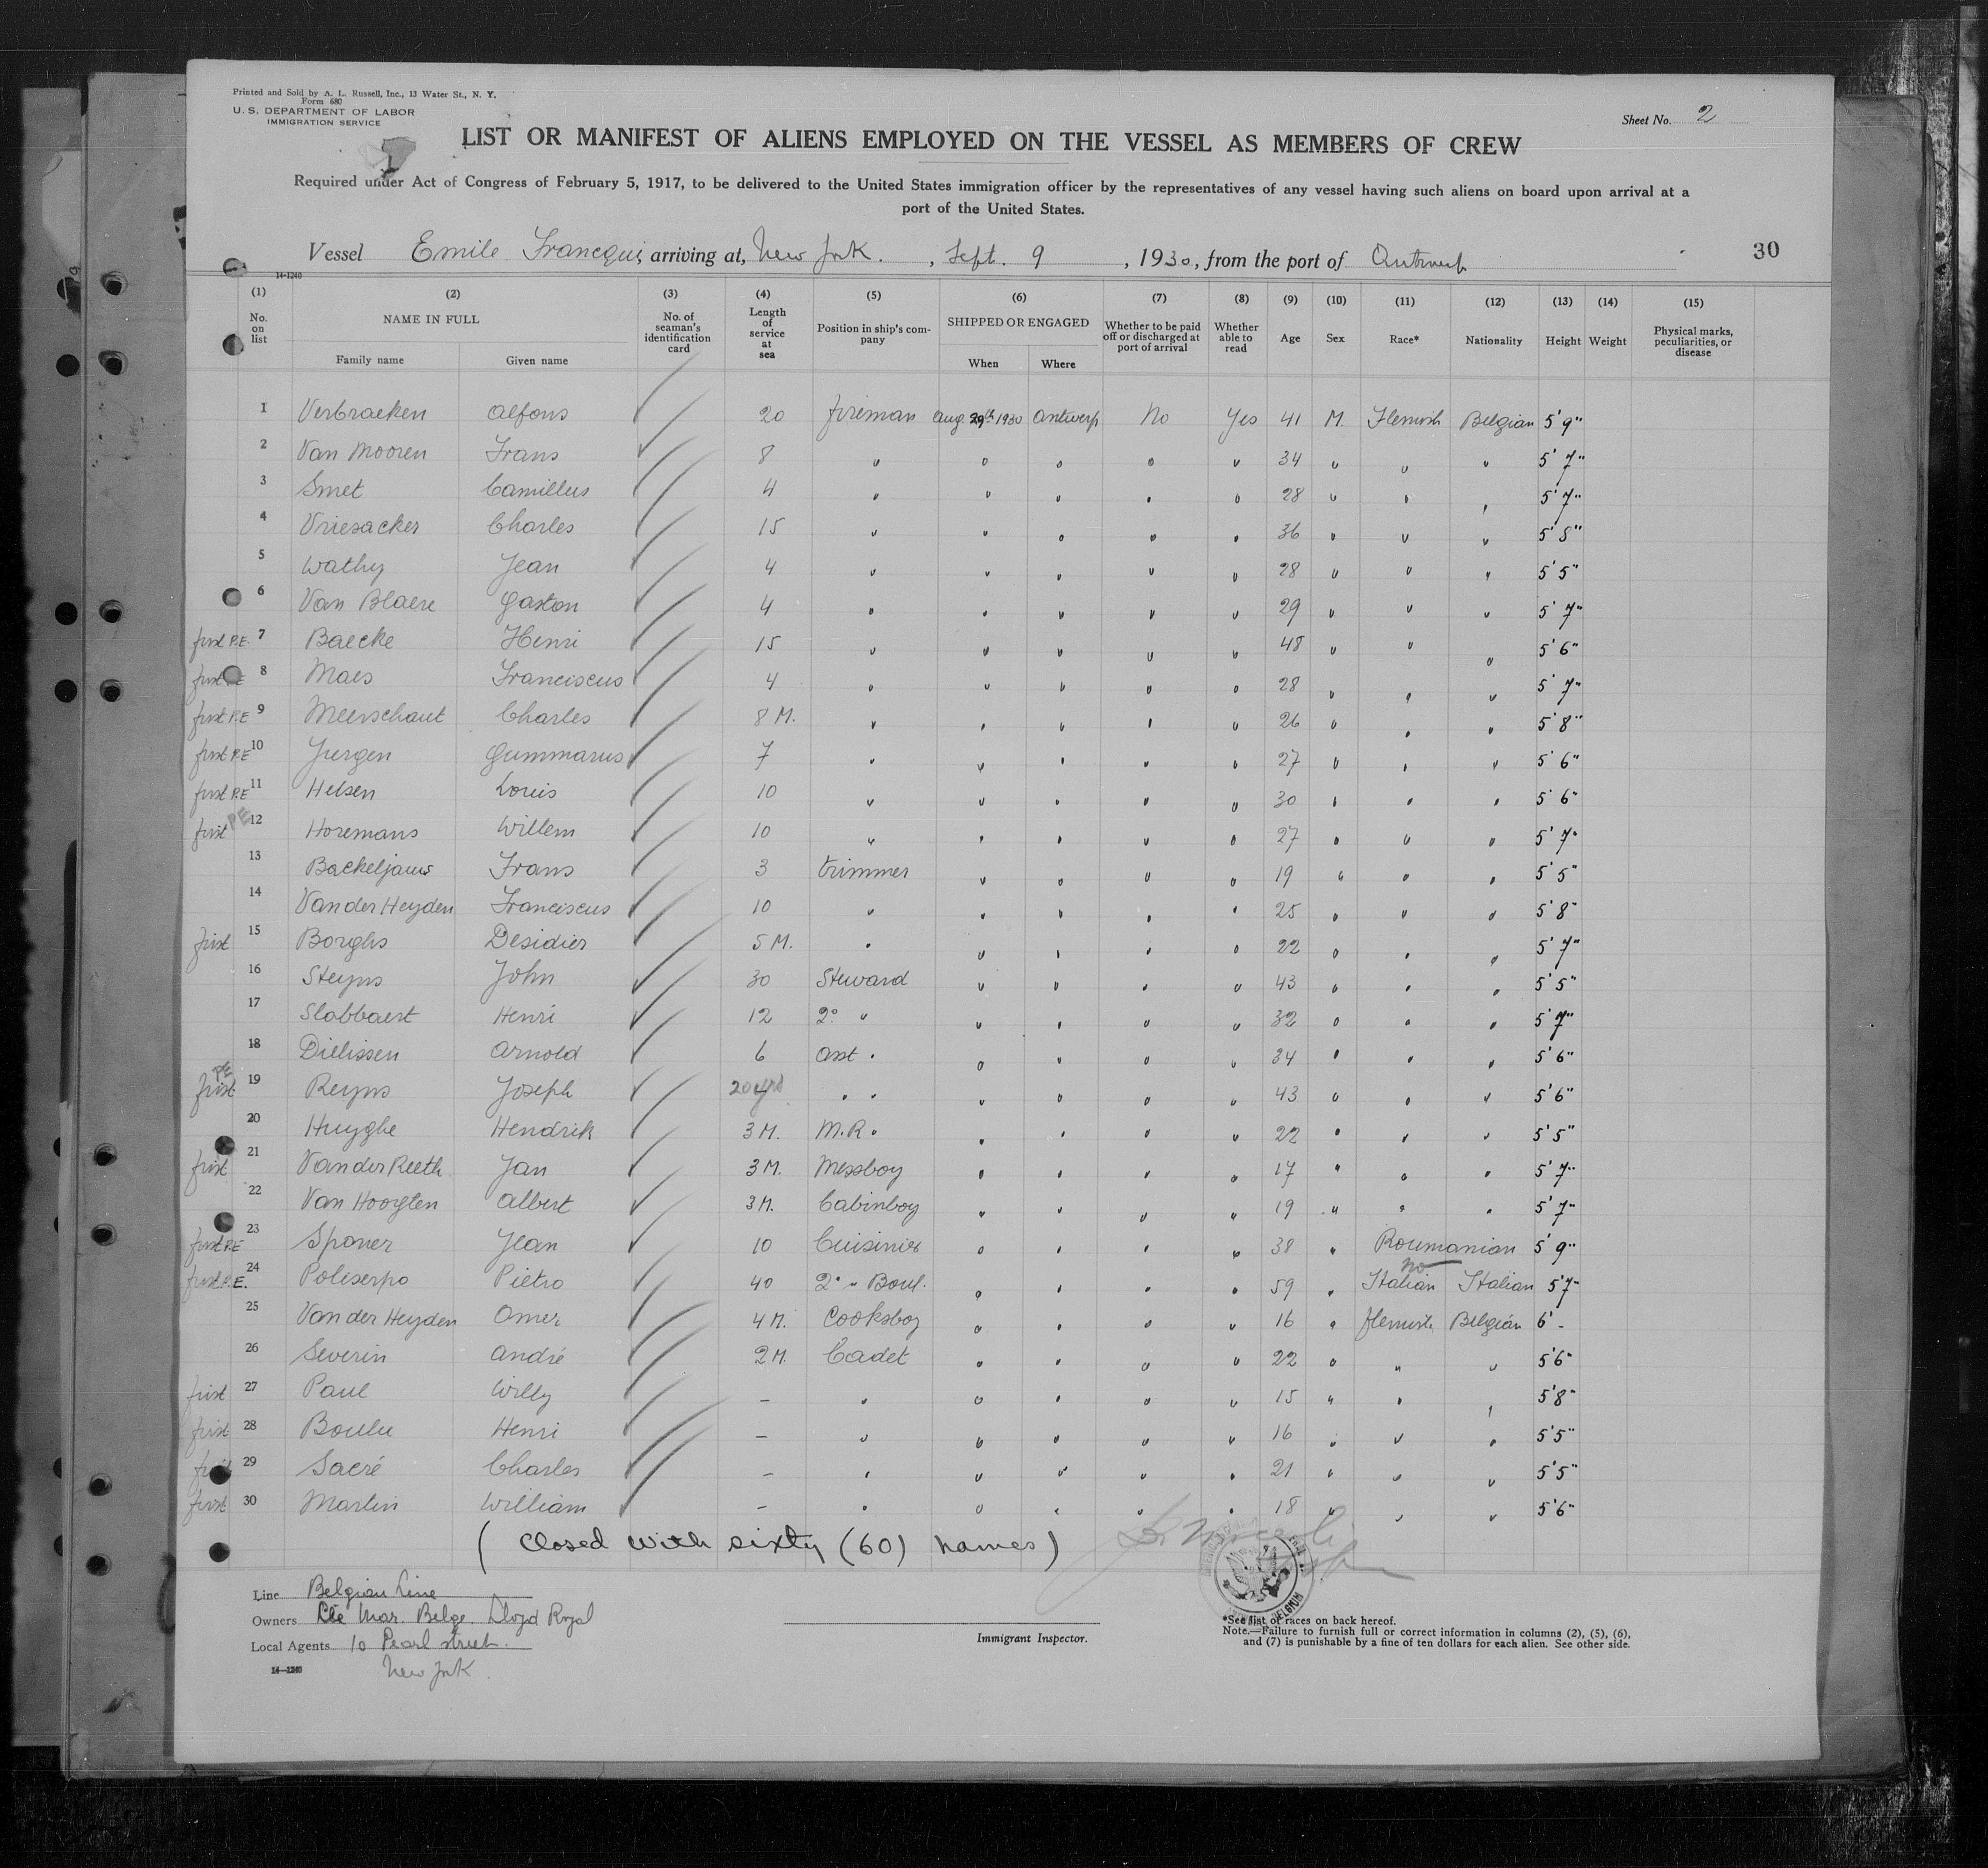 Printed and Sold by A. L. Russell, Inc., 13 Water St., N. Y.
Form 680
U. S. DEPARTMENT OF LABOR
IMMIGRATION SERVICE
Sheet No. 2
LIST OR MANIFEST OF ALIENS EMPLOYED ON THE VESSEL AS MEMBERS OF CREW
Required under Act of Congress of February 5, 1917, to be delivered to the United States immigration officer by the representatives of any vessel having such aliens on board upon arrival at a
port of the United States.
Vessel Emile Francqui, arriving at, New York. , Sept. 9 , 1930, from the port of Antwerp
30
14-1240
(1) No. on list
(2) NAME IN FULL
Family name Given name
(3) No. of seaman's identification card
(4) Length of service at sea
(5) Position in ship's company
(6) SHIPPED OR ENGAGED
When Where
(7) Whether to be paid off or discharged at port of arrival
(8) Whether able to read
(9) Age
(10) Sex
(11) Race*
(12) Nationality
(13) Height
(14) Weight
(15) Physical marks, peculiarities, or disease
1 Verbraeken Alfons 20 fireman Aug. 29th 1930 Antwerp No Yes 41 M. Flemish Belgian 5'9"
2 Van Mooren Frans 8 " " " " " 34 " " " 5'7"
3 Smet Camillus 4 " " " " " 28 " " " 5'7"
4 Vriesacker Charles 15 " " " " " 36 " " " 5'5"
5 Wathy Jean 4 " " " " " 28 " " " 5'5"
6 Van Blaere Gaston 4 " " " " " 29 " " " 5'7"
first P.E. 7 Baecke Henri 15 " " " " " 48 " " " 5'6"
first P.E. 8 Maes Franciscus 4 " " " " " 28 " " " 5'7"
first P.E 9 Meerschaut Charles 8 M. " " " " " 26 " " " 5'8"
first P.E 10 Jurgen Gummarus 7 " " " " " 27 " " " 5'6"
first P.E 11 Helsen Louis 10 " " " " " 30 " " " 5'6"
first PE 12 Horemans Willem 10 " " " " " 27 " " " 5'7"
13 Backeljauw Frans 3 trimmer " " " " 19 " " " 5'5"
14 Van der Heyden Franciscus 10 " " " " " 25 " " " 5'8"
first 15 Borghs Desidier 5 M. " " " " " 22 " " " 5'7"
16 Steyns John 30 Steward " " " " 43 " " " 5'5"
17 Slabbaert Henri 12 2° " " " " " 32 " " " 5'7"
18 Dielissen Arnold 6 Asst " " " " " 34 " " " 5'6"
first PE 19 Reyns Joseph 20 yrs " " " " " " 43 " " " 5'6"
20 Huyghe Hendrik 3 M. M.R. " " " " " 22 " " " 5'5"
first 21 Van der Reeth Jan 3 M. Messboy " " " " 17 " " " 5'7"
22 Van Hoorften Albert 3 M. Cabinboy " " " " 19 " " " 5'7"
first P.E 23 Sponer Jean 10 Cuisinier " " " " 38 " Roumanian 5'9"
first P.E. 24 Poliserpo Pietro 40 2° " Boul. " " " " 59 " no Italian Italian 5'7"
25 Van der Heyden Omer 4 M. Cooksboy " " " " 16 " Flemish Belgian 6' -
26 Severin André 2 M. Cadet " " " " 22 " " " 5'6"
first 27 Paul Willy - " " " " " 15 " " " 5'8"
first 28 Boulu Henri - " " " " " 16 " " " 5'5"
first 29 Sacré Charles - " " " " " 21 " " " 5'5"
first 30 Martin William - " " " " " 18 " " " 5'6"
( Closed with sixty (60) names )
Line Belgian Line
Owners Cie Mar. Belge. Lloyd Royal
Local Agents 10 Pearl street.
New York.
14-1240
Immigrant Inspector.
*See list of races on back hereof.
Note.—Failure to furnish full or correct information in columns (2), (5), (6),
and (7) is punishable by a fine of ten dollars for each alien. See other side.